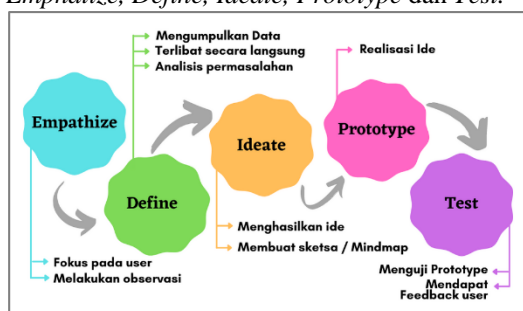 Emphatize, Define, Ideate, Prototype dan Test.
Mengumpulkan Data
Terlibat secara langsung
Analisis permasalahan
Realisasi Ide
Empathize
Define
Ideate
Prototype
Test
Fokus pada user
Melakukan observasi
Menghasilkan ide
Membuat sketsa / Mindmap
Menguji Prototype
Mendapat
Feedback user